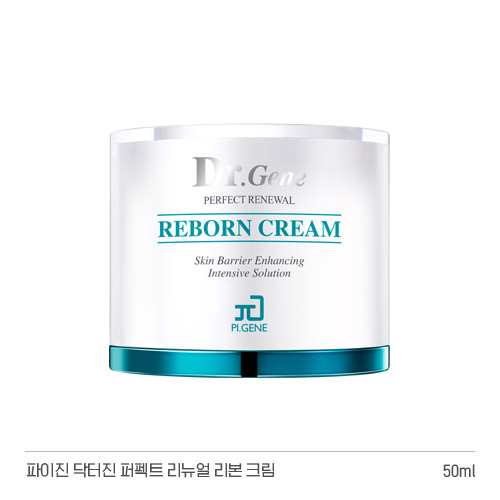 Dr.Gene
PERFECT RENEWAL
REBORN CREAM
Skin Barrier Enhancing
Intensive Solution
PI.GENE
파이진 닥터진 퍼펙트 리뉴얼 리본 크림 50ml